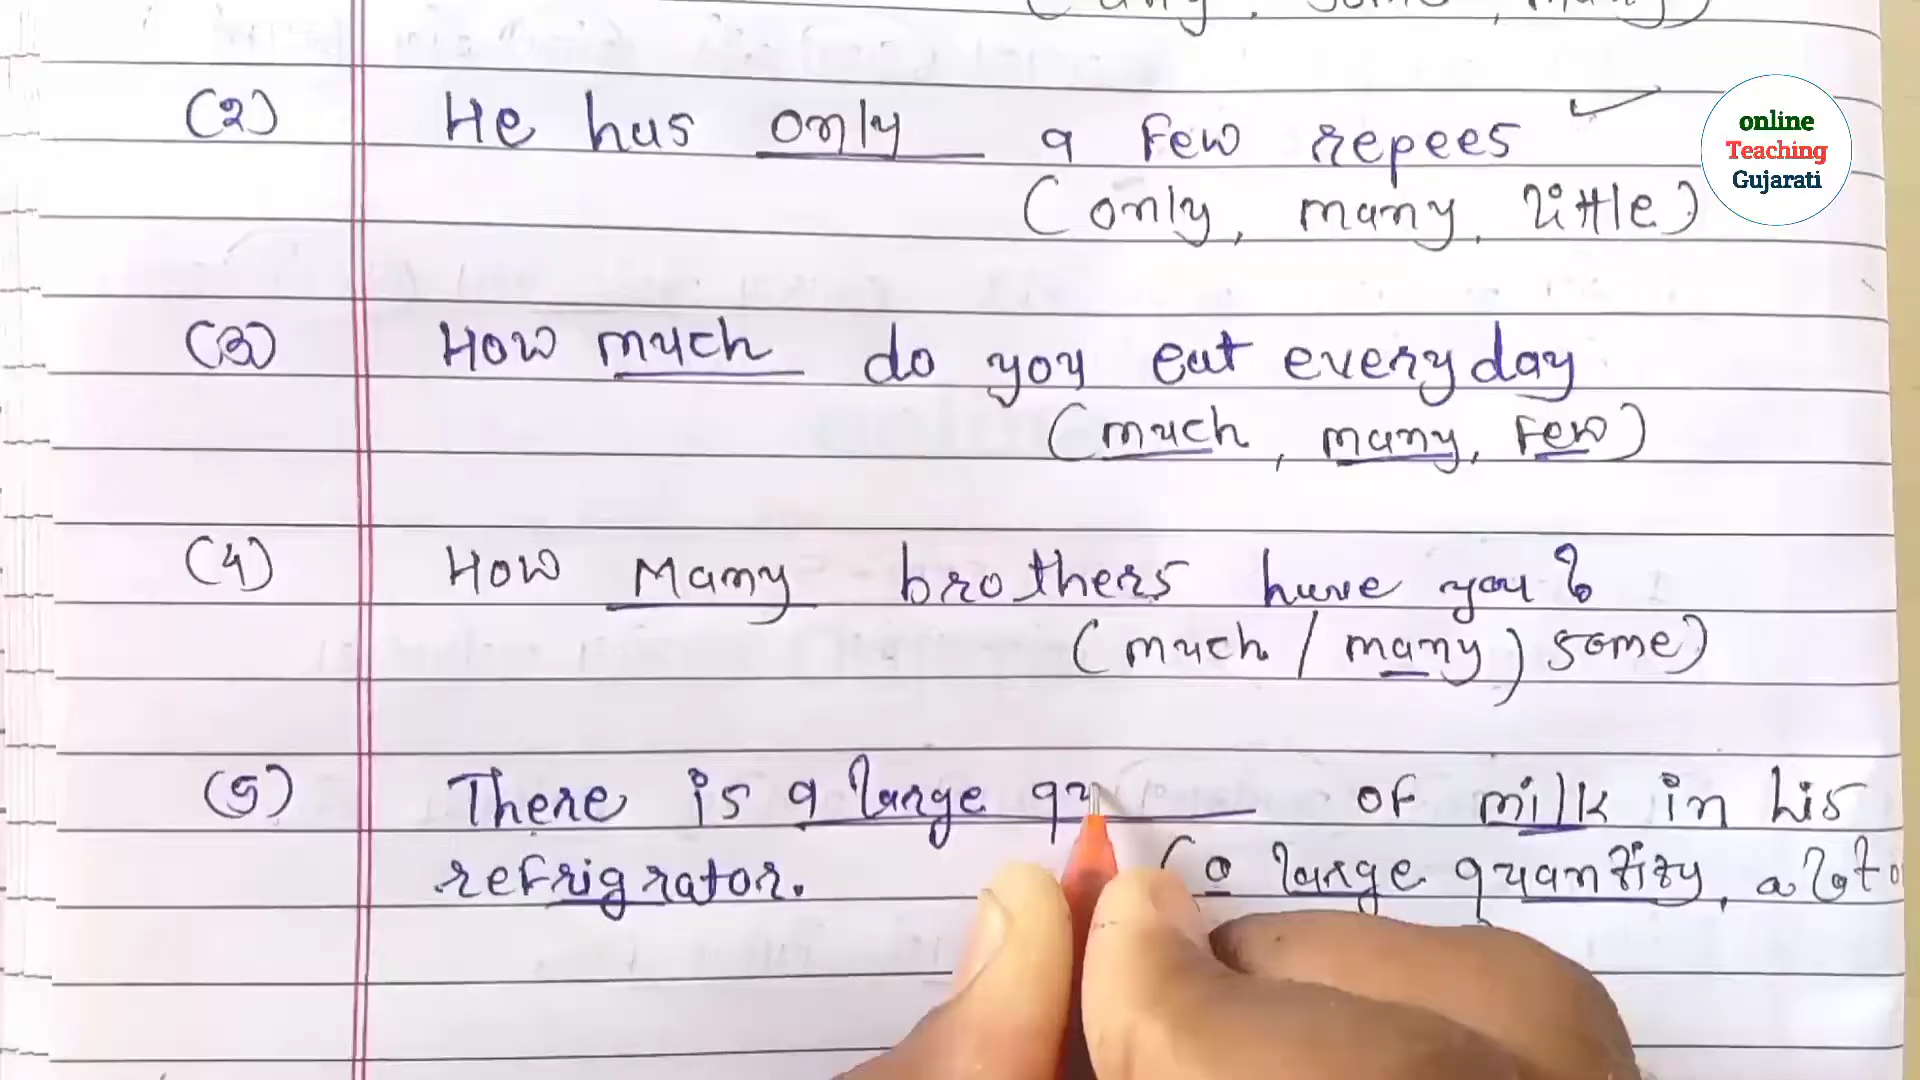 (2) He has only a few repees
(only, many, little)
(3) How much do you eat everyday
(much, many, few)
(4) How Many brothers have you?
(much / many) some)
(5) There is a large qu of milk in his
refrigrator. (a large quantity, a lot o
online
Teaching
Gujarati